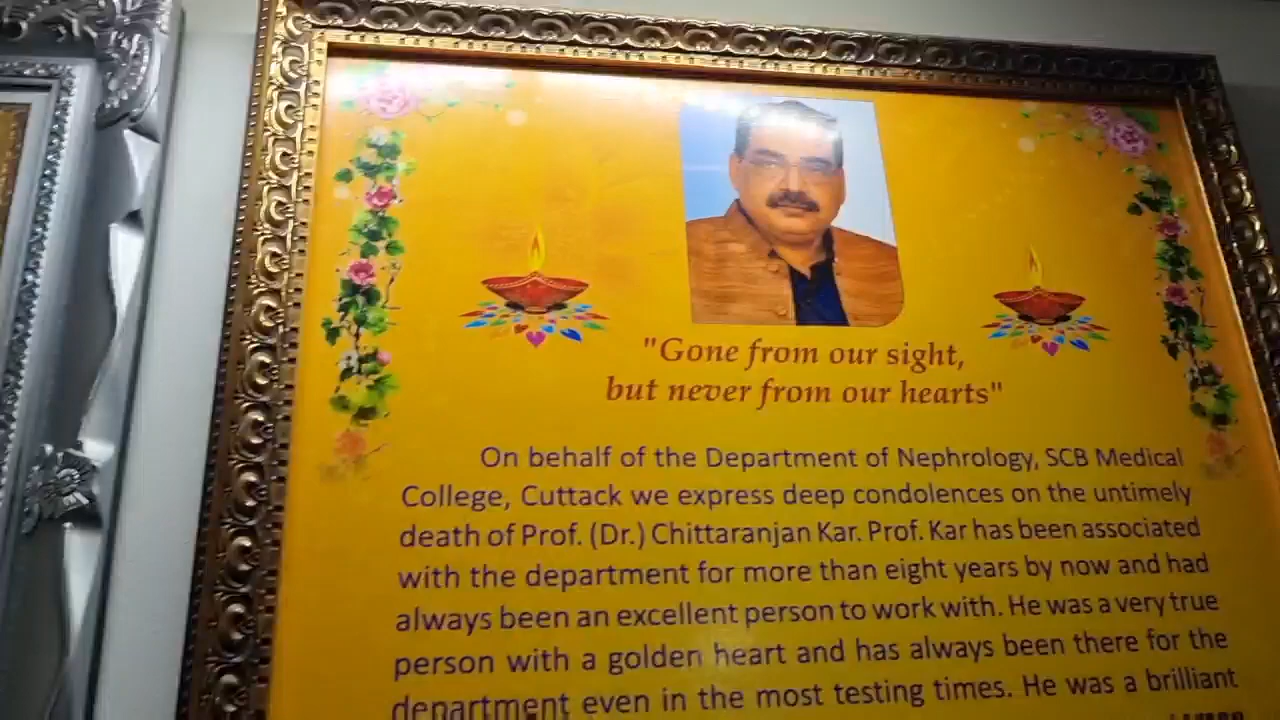 "Gone from our sight,
but never from our hearts"
On behalf of the Department of Nephrology, SCB Medical
College, Cuttack we express deep condolences on the untimely
death of Prof. (Dr.) Chittaranjan Kar. Prof. Kar has been associated
with the department for more than eight years by now and had
always been an excellent person to work with. He was a very true
person with a golden heart and has always been there for the
department even in the most testing times. He was a brilliant